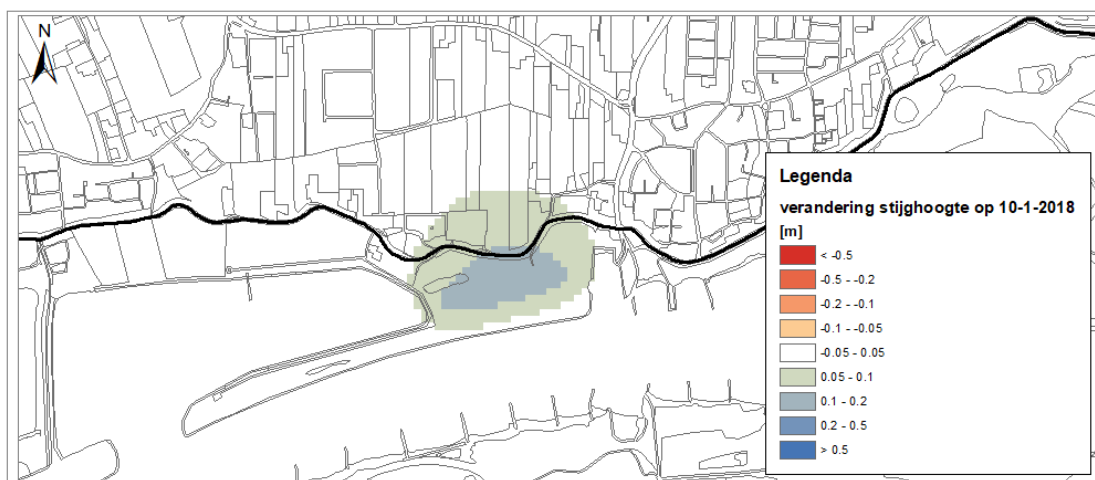 N
Legenda
verandering stijghoogte op 10-1-2018
[m]
< -0.5
-0.5 - -0.2
-0.2 - -0.1
-0.1 - -0.05
-0.05 - 0.05
0.05 - 0.1
0.1 - 0.2
0.2 - 0.5
> 0.5